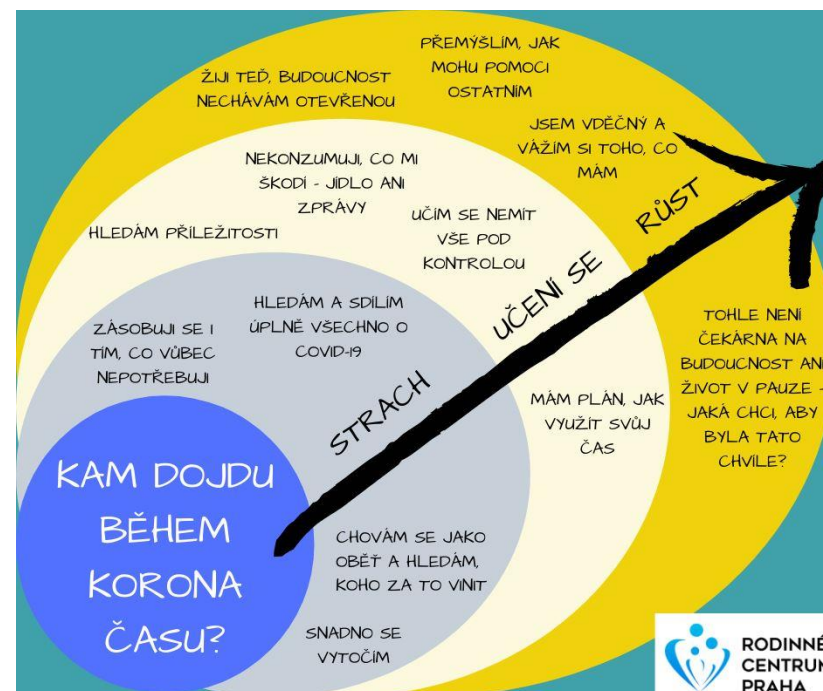 PŘEMÝŠLÍM, JAK
MOHU POMOCI
OSTATNÍM
ŽIJI TEĎ, BUDOUCNOST
NECHÁVÁM OTEVŘENOU
JSEM VDĚČNÝ A
VÁŽÍM SI TOHO, CO
MÁM
NEKONZUMUJI, CO MI
ŠKODÍ - JÍDLO ANI
ZPRÁVY
HLEDÁM PŘÍLEŽITOSTI
UČÍM SE NEMÍT
VŠE POD
KONTROLOU
RŮST
UČENÍ SE
STRACH
HLEDÁM A SDÍLÍM
ÚPLNĚ VŠECHNO O
COVID-19
ZÁSOBUJI SE I
TÍM, CO VŮBEC
NEPOTŘEBUJI
TOHLE NENÍ
ČEKÁRNA NA
BUDOUCNOST ANI
ŽIVOT V PAUZE -
JAKÁ CHCI, ABY
BYLA TATO
CHVÍLE?
MÁM PLÁN, JAK
VYUŽÍT SVŮJ
ČAS
KAM DOJDU
BĚHEM
KORONA
ČASU?
CHOVÁM SE JAKO
OBĚŤ A HLEDÁM,
KOHO ZA TO VINIT
SNADNO SE
VYTOČÍM
RODINNÉ
CENTRUM
PRAHA